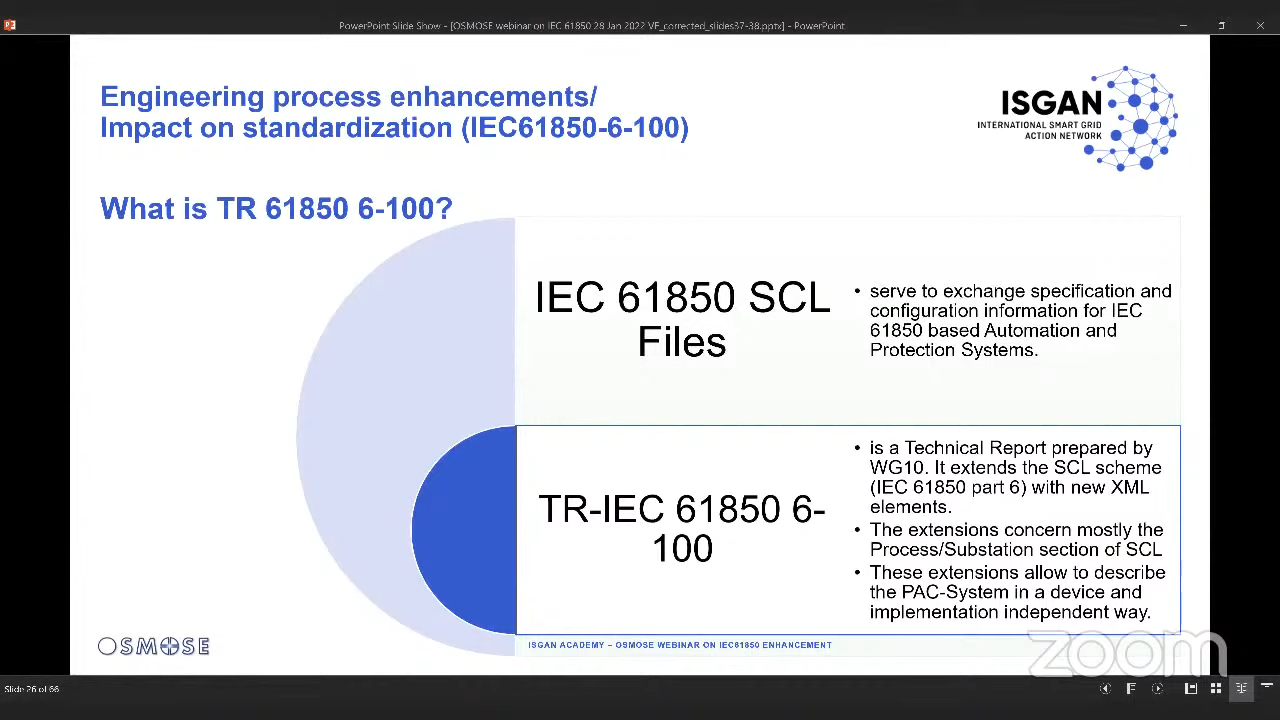 PowerPoint Slide Show - [OSMOSE webinar on IEC 61850 28 Jan 2022 VF_corrected_slides37-38.pptx] - PowerPoint
Engineering process enhancements/
Impact on standardization (IEC61850-6-100)
ISGAN
INTERNATIONAL SMART GRID
ACTION NETWORK
What is TR 61850 6-100?
IEC 61850 SCL
Files
• serve to exchange specification and
configuration information for IEC
61850 based Automation and
Protection Systems.
TR-IEC 61850 6-
100
• is a Technical Report prepared by
WG10. It extends the SCL scheme
(IEC 61850 part 6) with new XML
elements.
• The extensions concern mostly the
Process/Substation section of SCL
• These extensions allow to describe
the PAC-System in a device and
implementation independent way.
OSMOSE
ISGAN ACADEMY – OSMOSE WEBINAR ON IEC61850 ENHANCEMENT
zoom
Slide 26 of 66